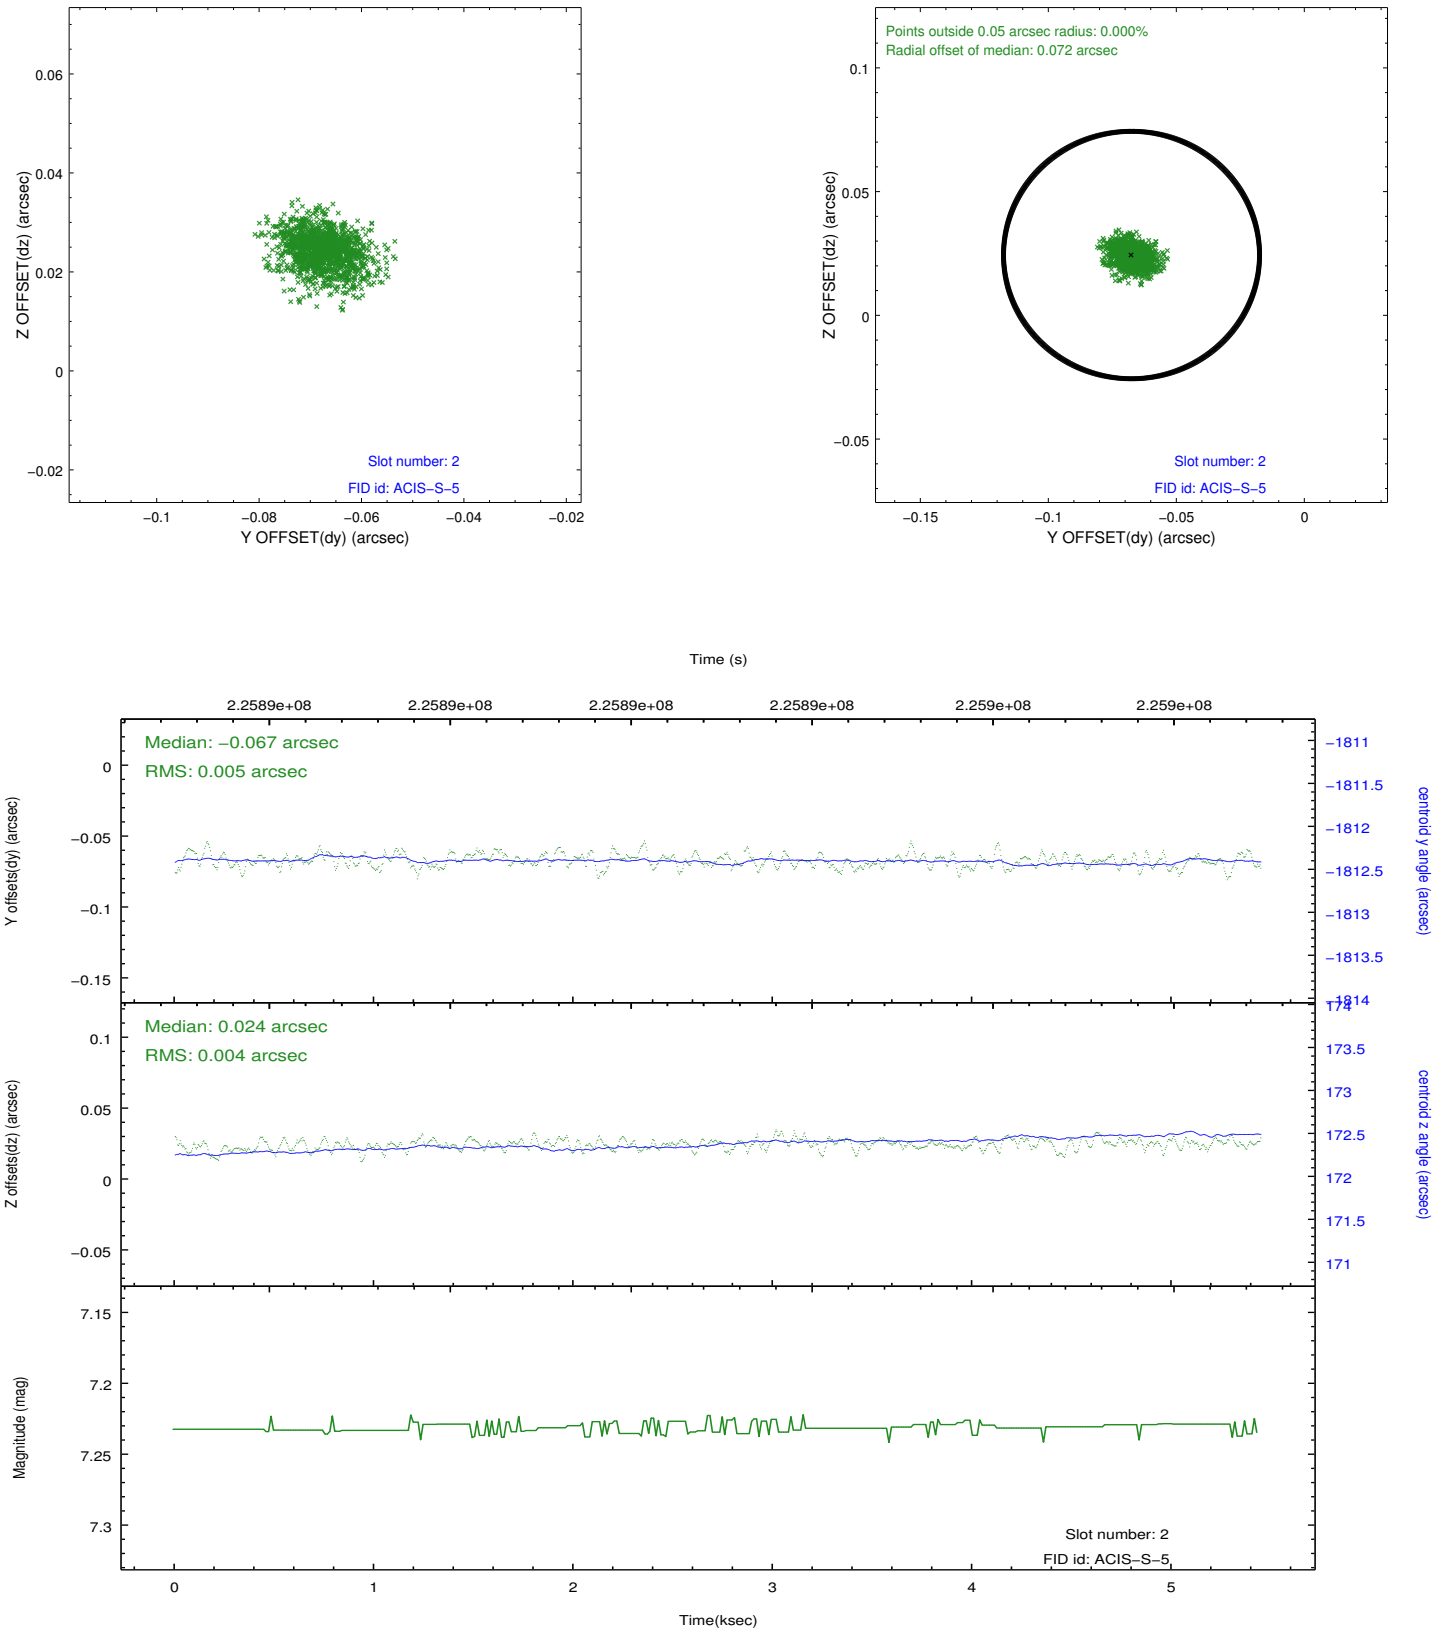 0.06
0.04
0.02
0
−0.02
Z OFFSET(dz) (arcsec)
Slot number: 2
FID id: ACIS−S−5
−0.1
−0.08
−0.06
−0.04
−0.02
Y OFFSET(dy) (arcsec)
Points outside 0.05 arcsec radius: 0.000%
Radial offset of median: 0.072 arcsec
0.1
0.05
0
−0.05
Z OFFSET(dz) (arcsec)
Slot number: 2
FID id: ACIS−S−5
−0.15
−0.1
−0.05
0
Y OFFSET(dy) (arcsec)
Time (s)
2.2589e+08
2.2589e+08
2.2589e+08
2.2589e+08
2.259e+08
2.259e+08
Median: −0.067 arcsec
RMS: 0.005 arcsec
0
−0.05
−0.1
−0.15
Y offsets(dy) (arcsec)
−1811
−1811.5
−1812
−1812.5
−1813
−1813.5
−1814
centroid y angle (arcsec)
Median: 0.024 arcsec
RMS: 0.004 arcsec
0.1
0.05
0
−0.05
Z offsets(dz) (arcsec)
174
173.5
173
172.5
172
171.5
171
centroid z angle (arcsec)
7.15
7.2
7.25
7.3
Magnitude (mag)
Slot number: 2
FID id: ACIS−S−5
0
1
2
3
4
5
Time(ksec)